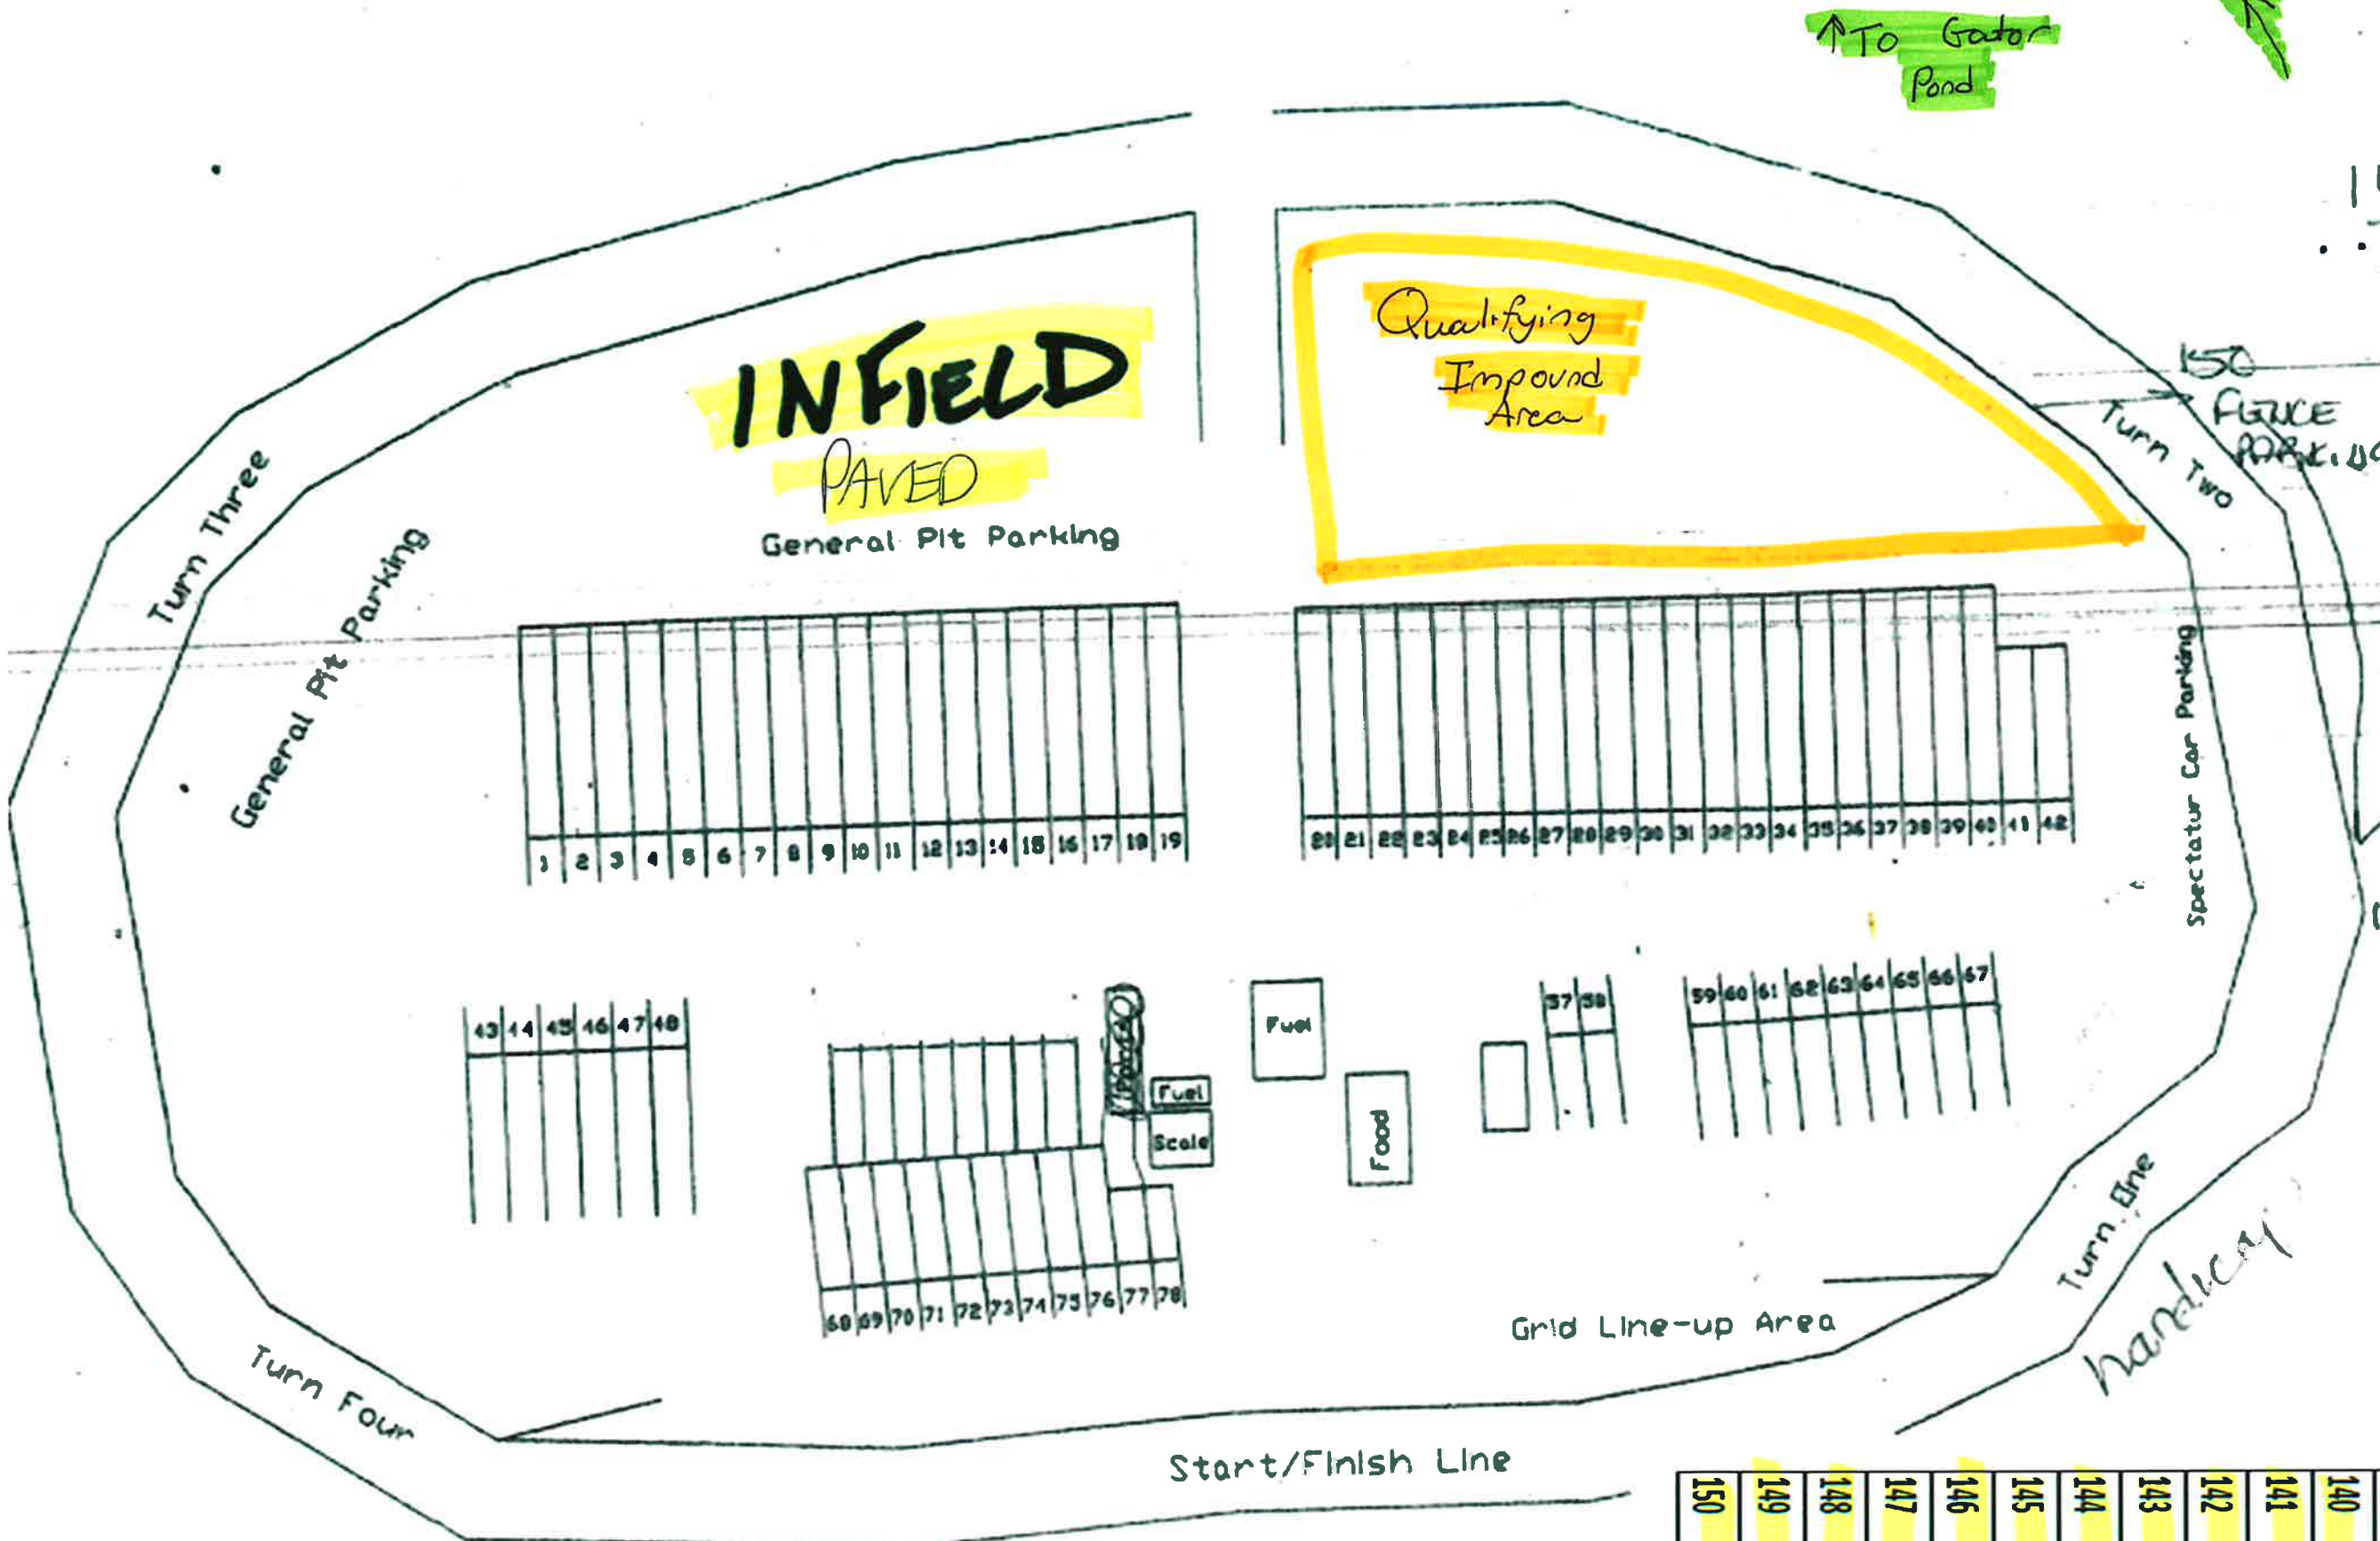 ↑ To Gator
Pond
INFIELD
PAVED
General Pit Parking
Qualifying
Impound
Area
150
FENCE
Turn Two
Turn Three
General Pit Parking
Spectatur Car Parking
1 2 3 4 5 6 7 8 9 10 11 12 13 14 15 16 17 18 19
20 21 22 23 24 25 26 27 28 29 30 31 32 33 34 35 36 37 38 39 40 41 42
43 44 45 46 47 48
57 58
59 60 61 62 63 64 65 66 67
Fuel
Fuel
Scale
Food
68 69 70 71 72 73 74 75 76 77 78
Turn One
Grid Line-up Area
Turn Four
Start/Finish Line
150 149 148 147 146 145 144 143 142 141 140